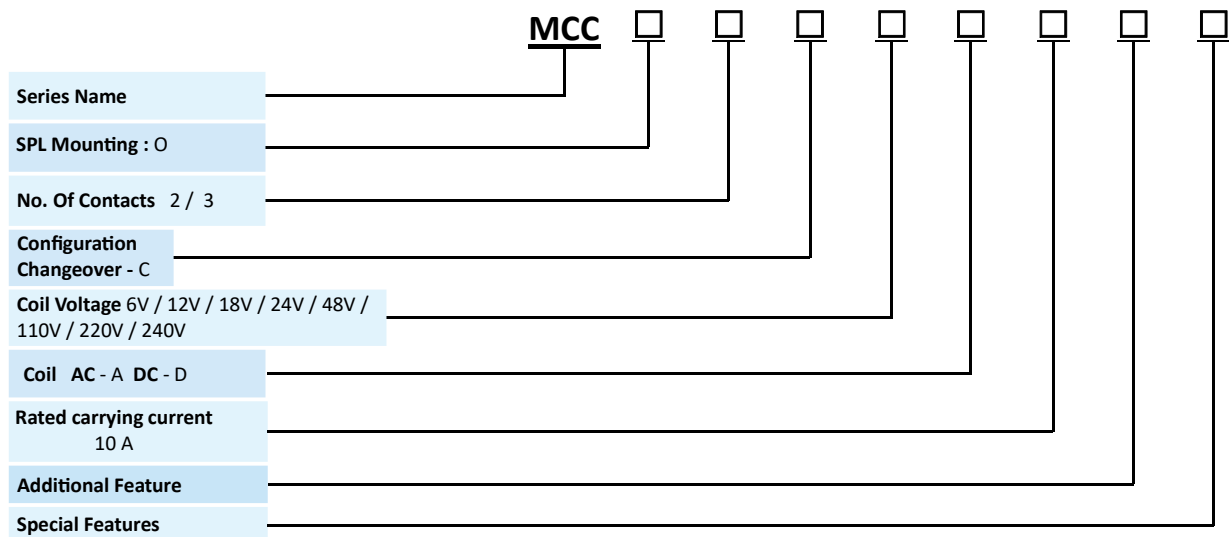 MCC
Series Name
SPL Mounting : O
No. Of Contacts 2 / 3
Configuration
Changeover - C
Coil Voltage 6V / 12V / 18V / 24V / 48V /
110V / 220V / 240V
Coil AC - A DC - D
Rated carrying current
10 A
Additional Feature
Special Features